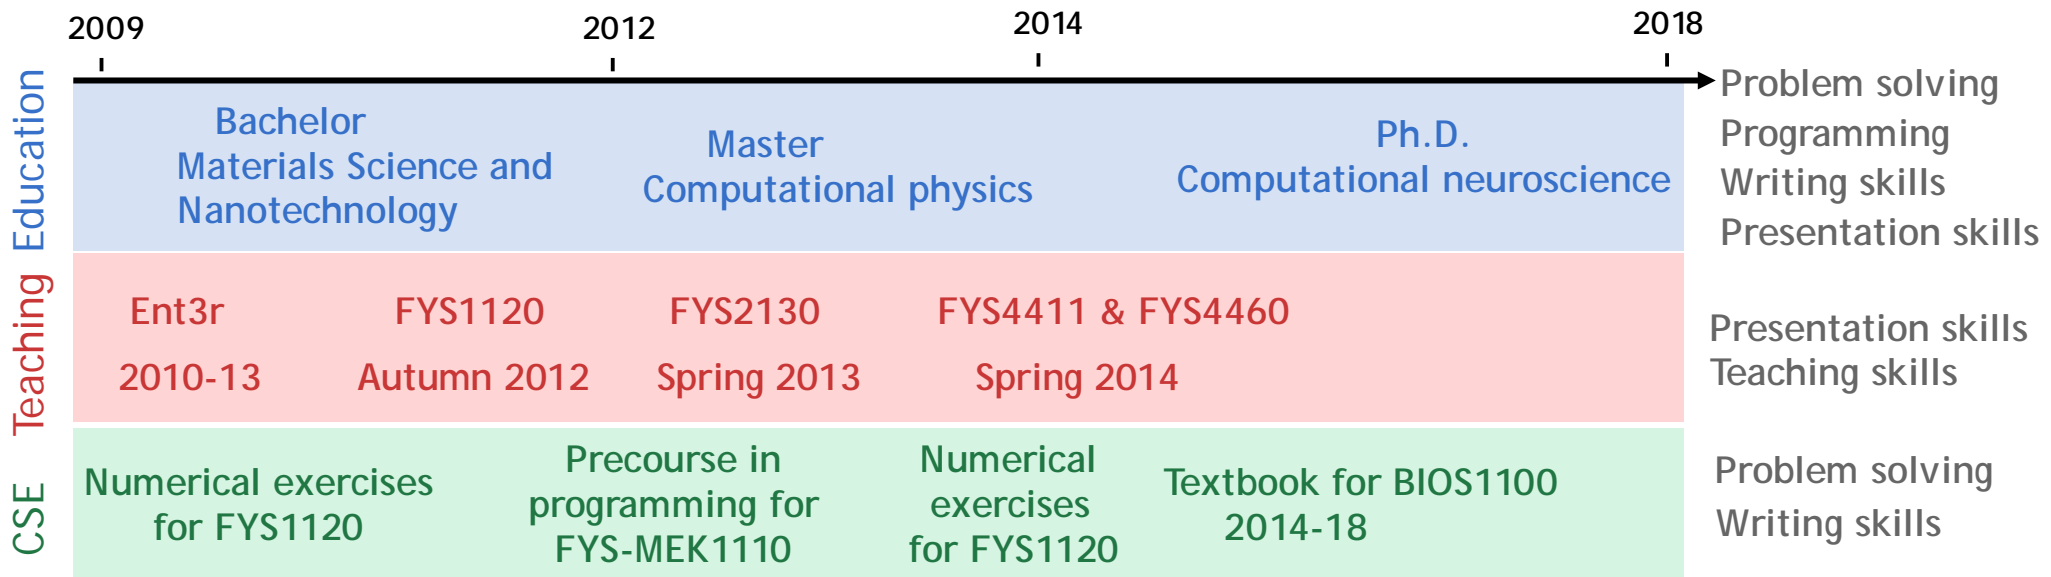 2009
2012
2014
2018
Education
Bachelor
Materials Science and
Nanotechnology
Master
Computational physics
Ph.D.
Computational neuroscience
Problem solving
Programming
Writing skills
Presentation skills
Teaching
Ent3r
2010-13
FYS1120
Autumn 2012
FYS2130
Spring 2013
FYS4411 & FYS4460
Spring 2014
Presentation skills
Teaching skills
CSE
Numerical exercises
for FYS1120
Precourse in
programming for
FYS-MEK1110
Numerical
exercises
for FYS1120
Textbook for BIOS1100
2014-18
Problem solving
Writing skills